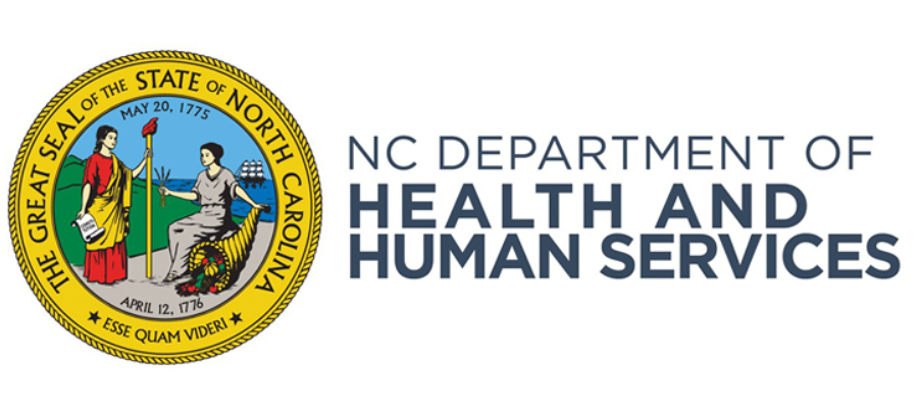 THE GREAT SEAL OF THE STATE OF NORTH CAROLINA
MAY 20, 1775
APRIL 12, 1776
★ ESSE QUAM VIDERI ★
NC DEPARTMENT OF
HEALTH AND
HUMAN SERVICES